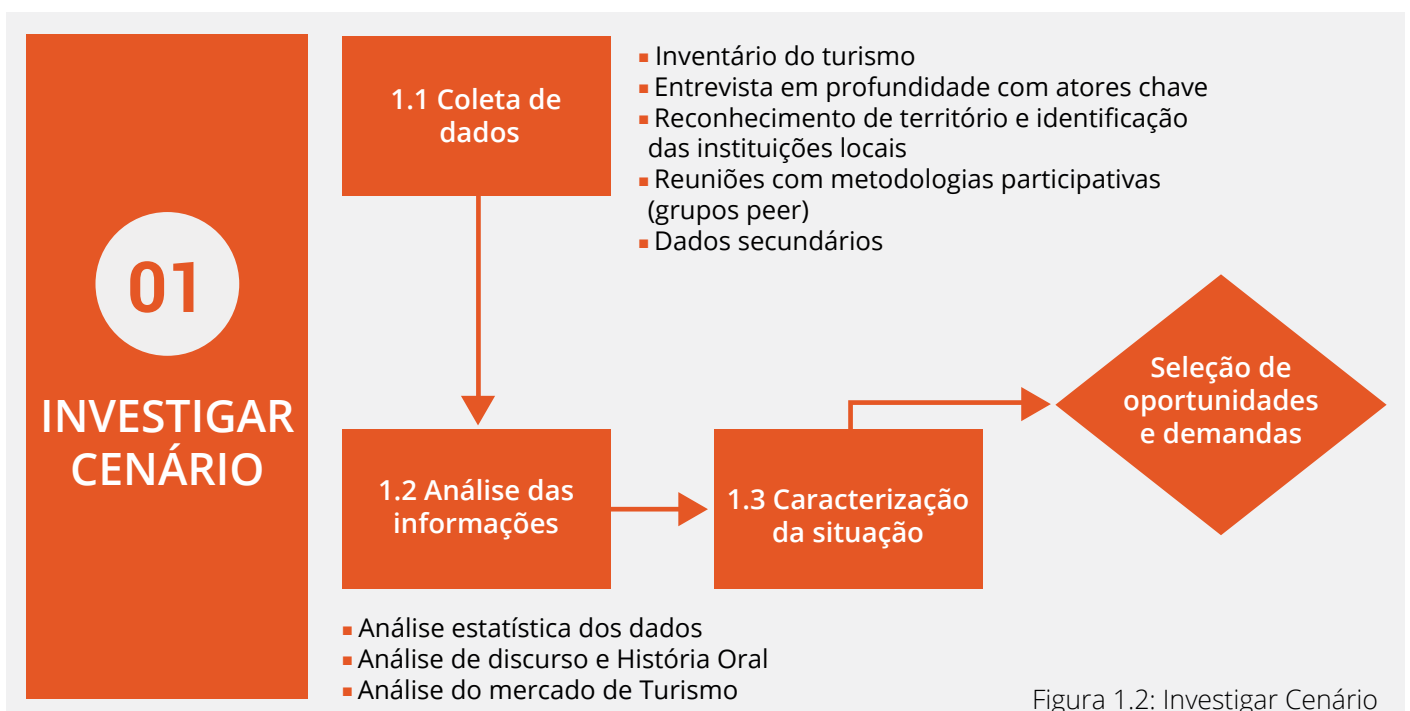 01
INVESTIGAR
CENÁRIO
1.1 Coleta de
dados
▪ Inventário do turismo
▪ Entrevista em profundidade com atores chave
▪ Reconhecimento de território e identificação
das instituições locais
▪ Reuniões com metodologias participativas
(grupos peer)
▪ Dados secundários
1.2 Análise das
informações
▪ Análise estatística dos dados
▪ Análise de discurso e História Oral
▪ Análise do mercado de Turismo
1.3 Caracterização
da situação
Seleção de
oportunidades
e demandas
Figura 1.2: Investigar Cenário